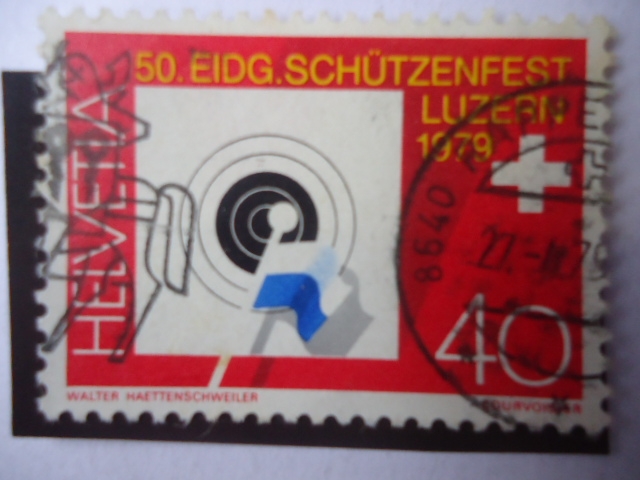 50. EIDG. SCHÜTZENFEST
LUZERN
1979
HELVETIA
40
8640
WALTER HAETTENSCHWEILER
COURVOISIER